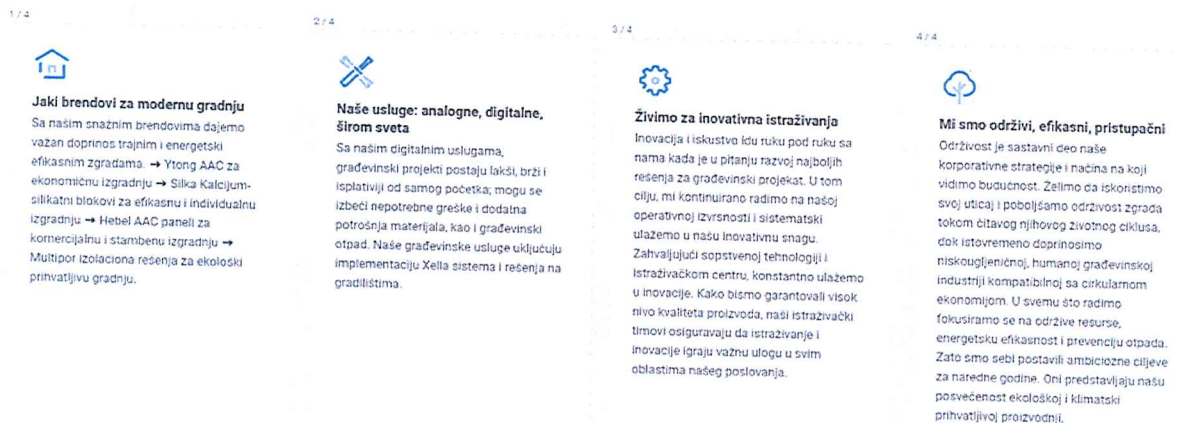 1 / 4
Jaki brendovi za modernu gradnju
Sa našim snažnim brendovima dajemo
važan doprinos trajnim i energetski
efikasnim zgradama. → Ytong AAC za
ekonomičnu izgradnju → Silka Kalcijum-
silikatni blokovi za efikasnu i individualnu
izgradnju → Hebel AAC paneli za
komercijalnu i stambenu izgradnju →
Multipor izolaciona rešenja za ekološki
prihvatljivu gradnju.
2 / 4
Naše usluge: analogne, digitalne,
širom sveta
Sa našim digitalnim uslugama,
građevinski projekti postaju lakši, brži i
isplativiji od samog početka; mogu se
izbeći nepotrebne greške i dodatna
potrošnja materijala, kao i građevinski
otpad. Naše građevinske usluge uključuju
implementaciju Xella sistema i rešenja na
gradilištima.
3 / 4
Živimo za inovativna istraživanja
Inovacija i iskustvo idu ruku pod ruku sa
nama kada je u pitanju razvoj najboljih
rešenja za građevinski projekat. U tom
cilju, mi kontinuirano radimo na našoj
operativnoj izvrsnosti i sistematski
ulažemo u našu inovativnu snagu.
Zahvaljujući sopstvenoj tehnologiji i
istraživačkom centru, konstantno ulažemo
u inovacije. Kako bismo garantovali visok
nivo kvaliteta proizvoda, naši istraživački
timovi osiguravaju da istraživanje i
inovacije igraju važnu ulogu u svim
oblastima našeg poslovanja.
4 / 4
Mi smo održivi, efikasni, pristupačni
Održivost je sastavni deo naše
korporativne strategije i načina na koji
vidimo budućnost. Želimo da iskoristimo
svoj uticaj i poboljšamo održivost zgrada
tokom čitavog njihovog životnog ciklusa,
dok istovremeno doprinosimo
niskougljeničnoj, humanoj građevinskoj
industriji kompatibilnoj sa cirkularnom
ekonomijom. U svemu što radimo
fokusiramo se na održive resurse,
energetsku efikasnost i prevenciju otpada.
Zato smo sebi postavili ambiciozne ciljeve
za naredne godine. Oni predstavljaju našu
posvećenost ekološkoj i klimatski
prihvatljivoj proizvodnji.